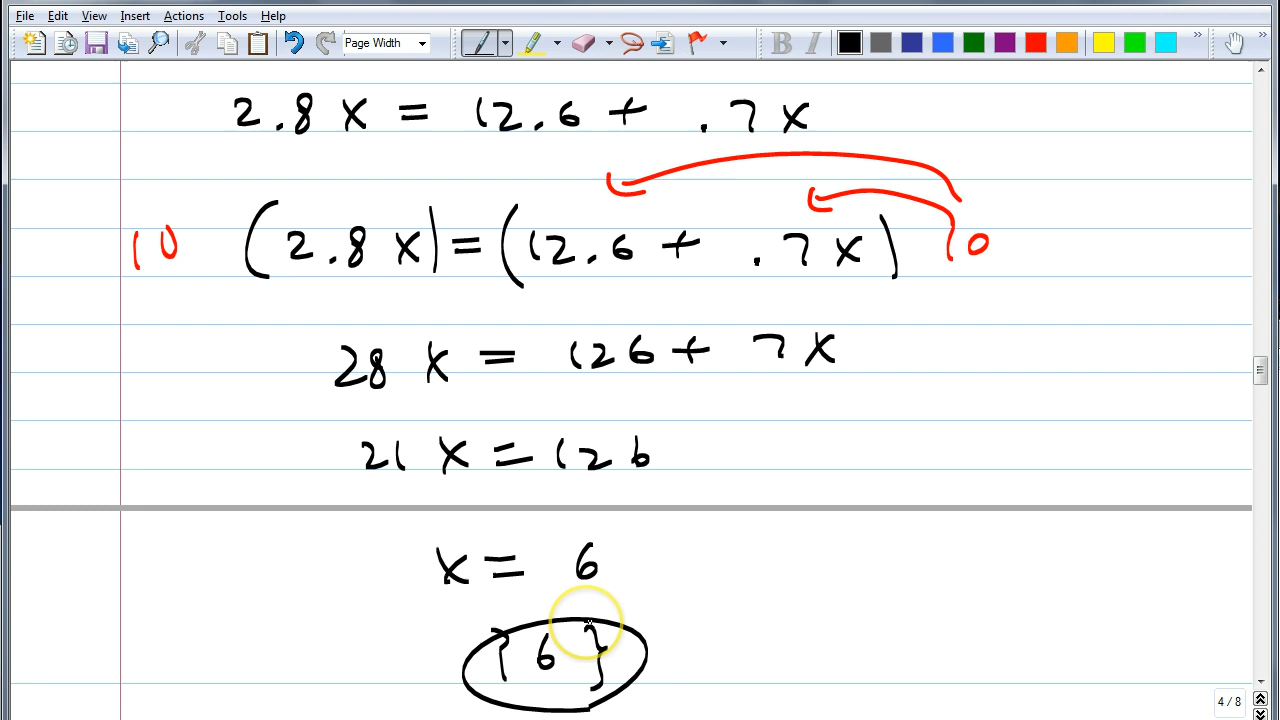 File Edit View Insert Actions Tools Help
Page Width B I
2.8 x = 12.6 + .7 x
10 (2.8 x) = (12.6 + .7 x) 10
28 x = 126 + 7 x
21 x = 126
x = 6
{ 6 }
4 / 8